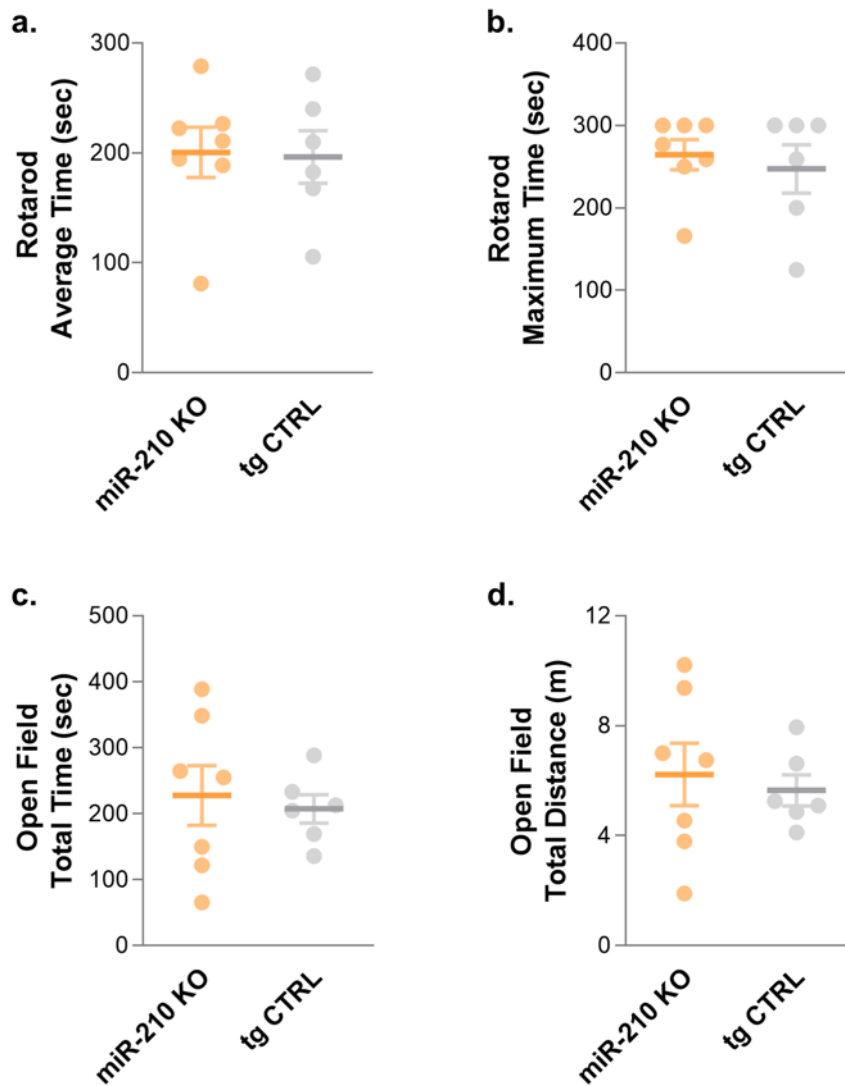 a.
Rotarod
Average Time (sec)
300
200
100
0
miR-210 KO
tg CTRL
b.
Rotarod
Maximum Time (sec)
400
300
200
100
0
miR-210 KO
tg CTRL
c.
Open Field
Total Time (sec)
500
400
300
200
100
0
miR-210 KO
tg CTRL
d.
Open Field
Total Distance (m)
12
8
4
0
miR-210 KO
tg CTRL